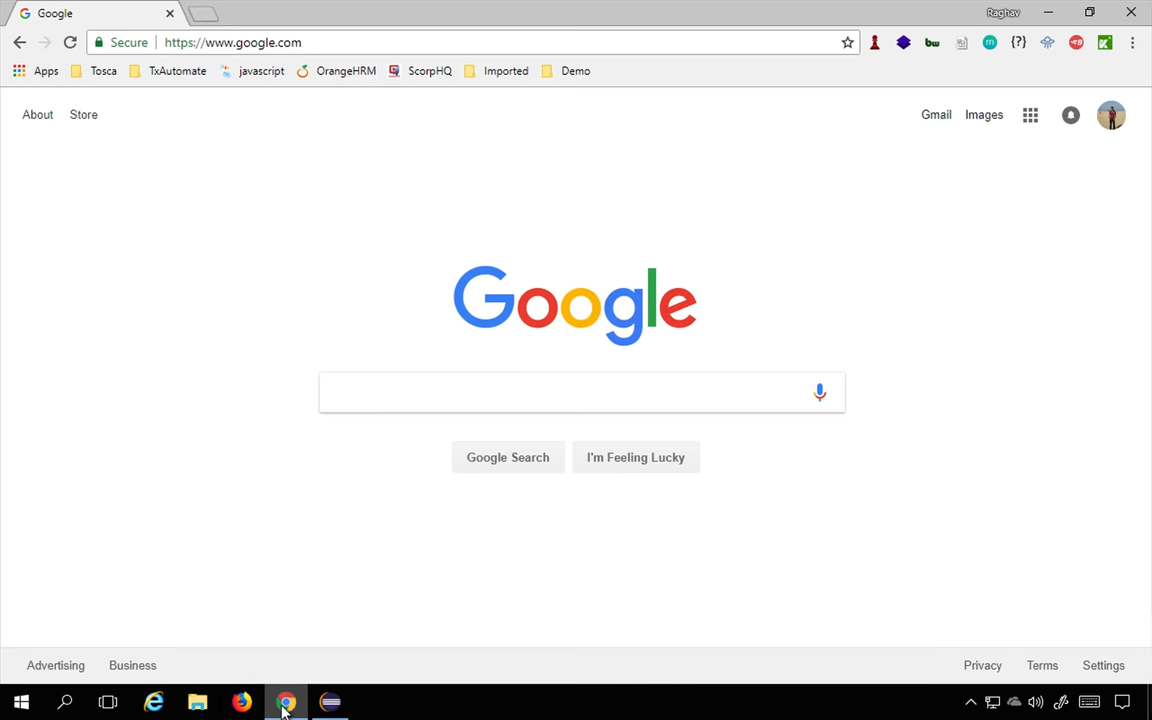 Google
Raghav
Secure https://www.google.com
Apps Tosca TxAutomate javascript OrangeHRM ScorpHQ Imported Demo
About Store Gmail Images
Google
Google Search I'm Feeling Lucky
Advertising Business Privacy Terms Settings